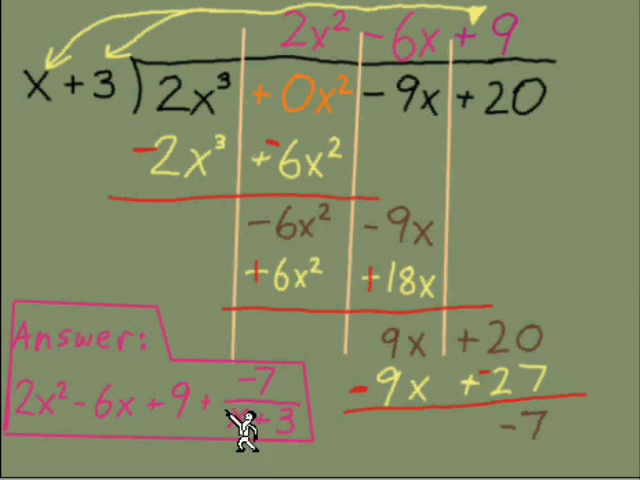 2x² - 6x + 9
x + 3 ) 2x³ + 0x² - 9x + 20
-2x³ +-6x²
-6x² - 9x
+6x² +18x
9x + 20
-9x +-27
-7
Answer:
2x² - 6x + 9 + -7/x+3